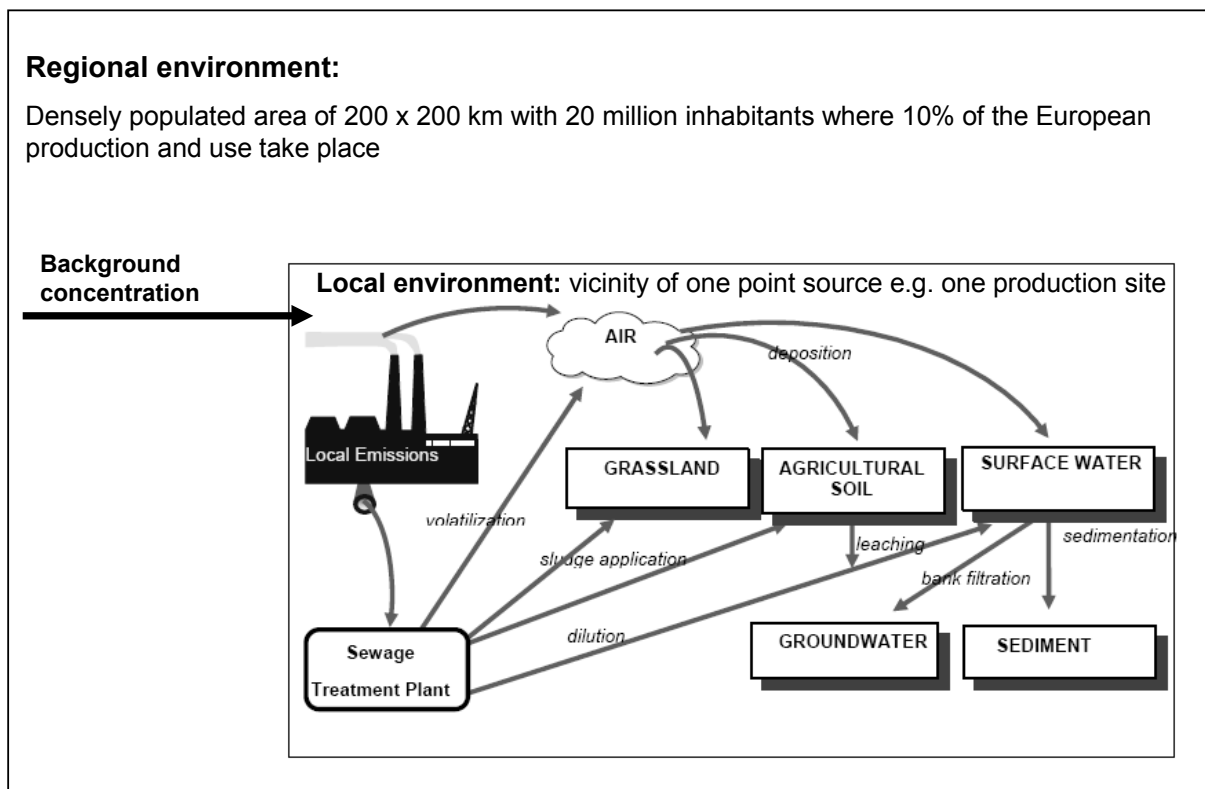 Regional environment:
Densely populated area of 200 x 200 km with 20 million inhabitants where 10% of the European
production and use take place
Background
concentration
Local environment: vicinity of one point source e.g. one production site
AIR
deposition
Local Emissions
GRASSLAND
AGRICULTURAL
SOIL
SURFACE WATER
volatilization
sludge application
leaching
sedimentation
bank filtration
dilution
Sewage
Treatment Plant
GROUNDWATER
SEDIMENT